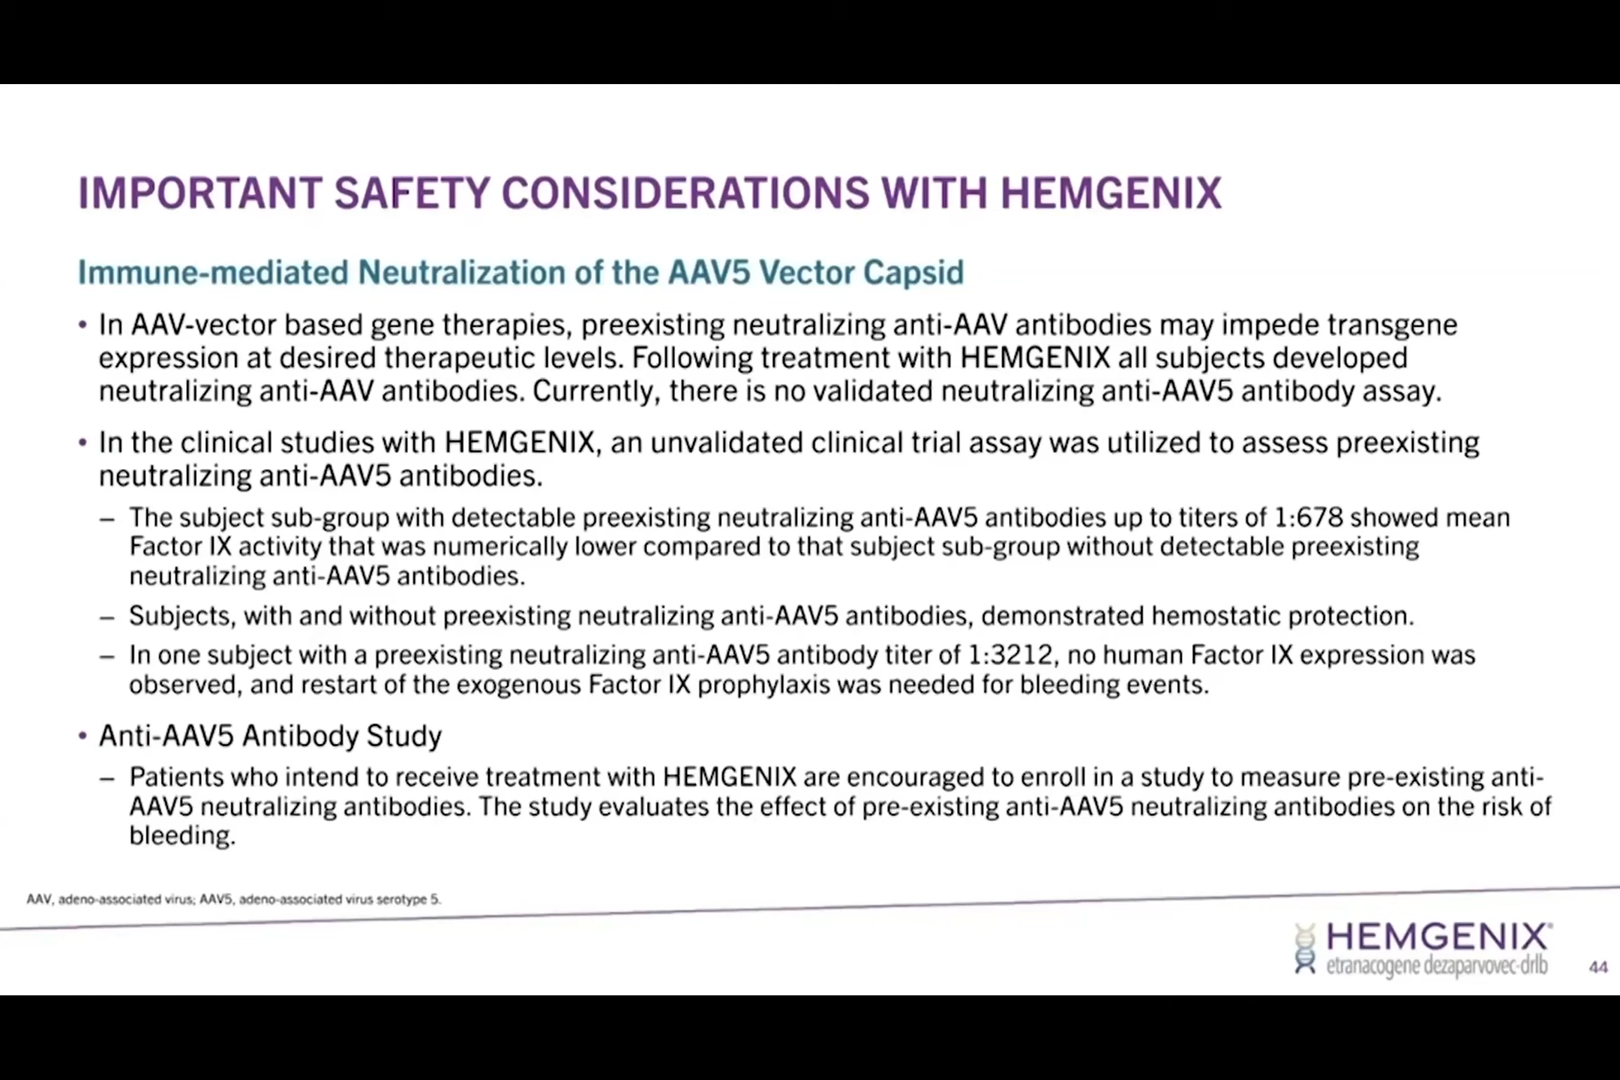 IMPORTANT SAFETY CONSIDERATIONS WITH HEMGENIX
Immune-mediated Neutralization of the AAV5 Vector Capsid
• In AAV-vector based gene therapies, preexisting neutralizing anti-AAV antibodies may impede transgene
expression at desired therapeutic levels. Following treatment with HEMGENIX all subjects developed
neutralizing anti-AAV antibodies. Currently, there is no validated neutralizing anti-AAV5 antibody assay.
• In the clinical studies with HEMGENIX, an unvalidated clinical trial assay was utilized to assess preexisting
neutralizing anti-AAV5 antibodies.
– The subject sub-group with detectable preexisting neutralizing anti-AAV5 antibodies up to titers of 1:678 showed mean
Factor IX activity that was numerically lower compared to that subject sub-group without detectable preexisting
neutralizing anti-AAV5 antibodies.
– Subjects, with and without preexisting neutralizing anti-AAV5 antibodies, demonstrated hemostatic protection.
– In one subject with a preexisting neutralizing anti-AAV5 antibody titer of 1:3212, no human Factor IX expression was
observed, and restart of the exogenous Factor IX prophylaxis was needed for bleeding events.
• Anti-AAV5 Antibody Study
– Patients who intend to receive treatment with HEMGENIX are encouraged to enroll in a study to measure pre-existing anti-
AAV5 neutralizing antibodies. The study evaluates the effect of pre-existing anti-AAV5 neutralizing antibodies on the risk of
bleeding.
AAV, adeno-associated virus; AAV5, adeno-associated virus serotype 5.
HEMGENIX®
etranacogene dezaparvovec-drlb
44